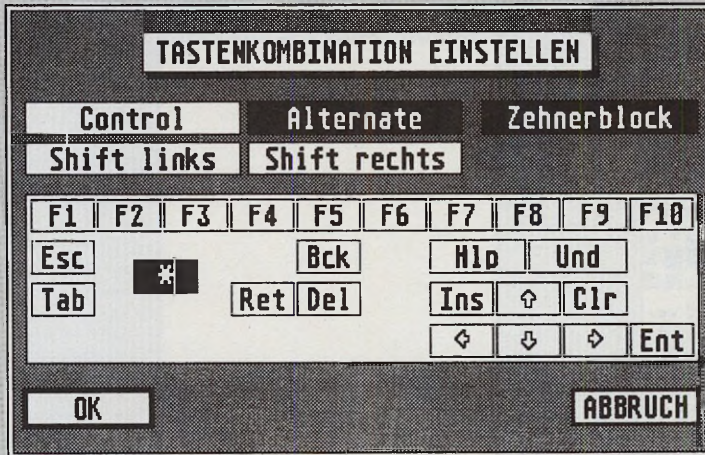 TASTENKOMBINATION EINSTELLEN
Control Alternate Zehnerblock
Shift links Shift rechts
F1 F2 F3 F4 F5 F6 F7 F8 F9 F10
Esc * Bck Hlp Und
Tab Ret Del Ins ⇧ Clr
⇦ ⇩ ⇨ Ent
OK ABBRUCH